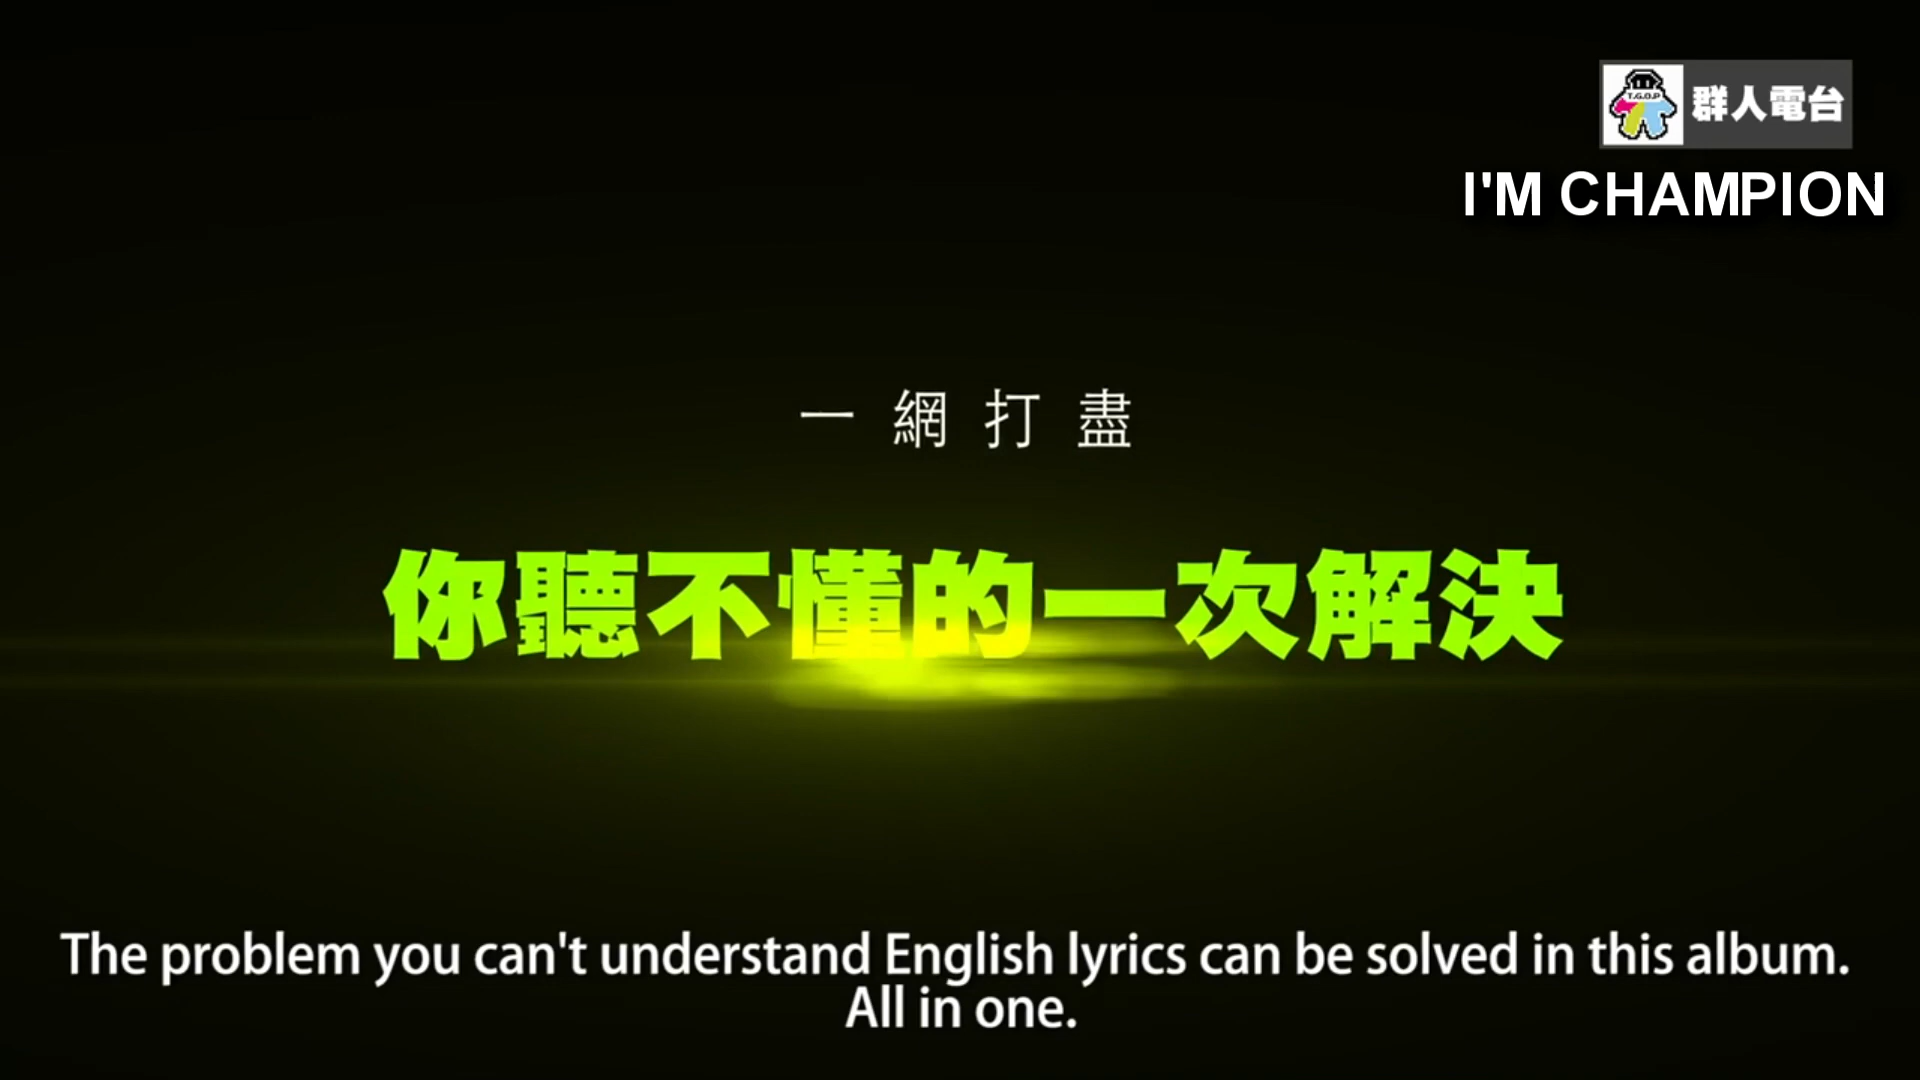 T.G.O.P
群人電台
I'M CHAMPION
一網打盡
你聽不懂的一次解決
The problem you can't understand English lyrics can be solved in this album.
All in one.